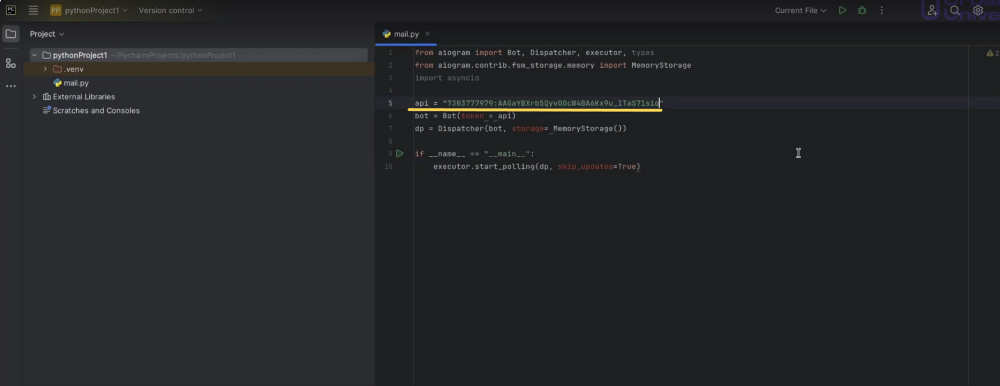 PC
PP pythonProject1 Version control
Current File
Project
pythonProject1 ~/PycharmProjects/pythonProject1
.venv
mail.py
External Libraries
Scratches and Consoles
mail.py
1 from aiogram import Bot, Dispatcher, executor, types
2 from aiogram.contrib.fsm_storage.memory import MemoryStorage
3 import asyncio
4
5 api = "7303777979:AAGaYBXrb5QyvOOcW4BA6Kx9u_ITaS71sio"
6 bot = Bot(token = api)
7 dp = Dispatcher(bot, storage= MemoryStorage())
8
9 if __name__ == "__main__":
10 executor.start_polling(dp, skip_updates=True)
2